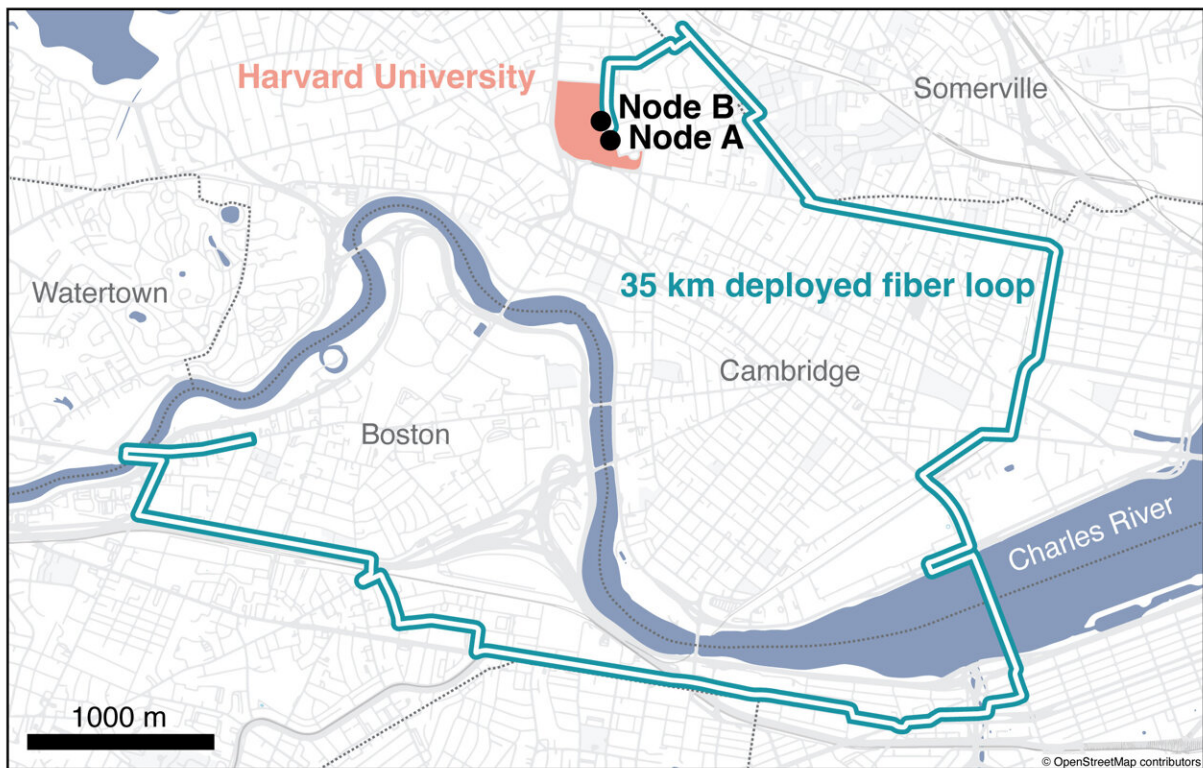 Harvard University
Somerville
Node B
Node A
35 km deployed fiber loop
Watertown
Cambridge
Boston
Charles River
1000 m
© OpenStreetMap contributors